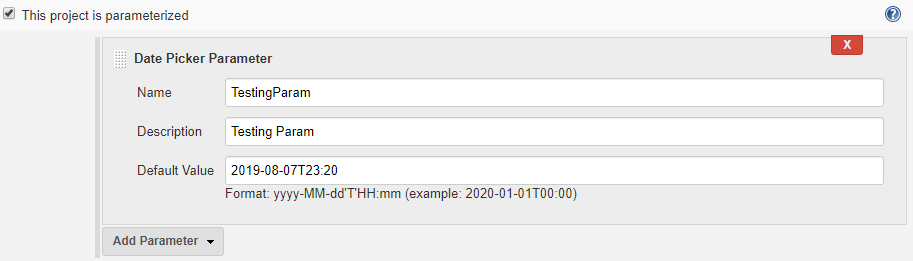 This project is parameterized
?
X
Date Picker Parameter
Name TestingParam
Description Testing Param
Default Value 2019-08-07T23:20
Format: yyyy-MM-dd'T'HH:mm (example: 2020-01-01T00:00)
Add Parameter